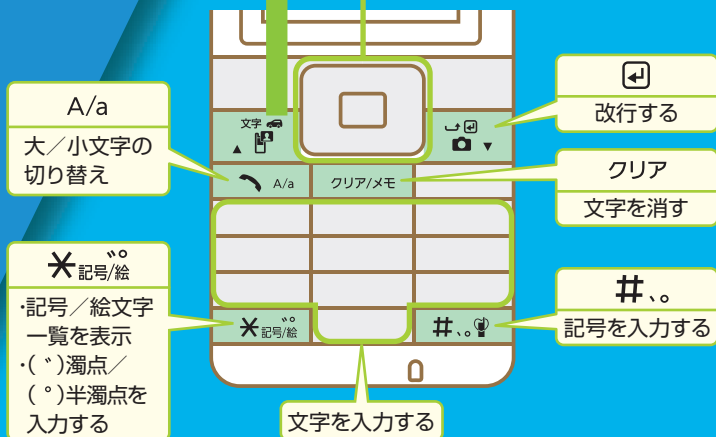 A/a
大／小文字の
切り替え
文字
▲
▼
改行する
A/a
クリア/メモ
クリア
文字を消す
＊記号/絵゛゜
・記号／絵文字
一覧を表示
・(゛)濁点／
(゜)半濁点を
入力する
＊記号/絵゛゜
#、。
#、。
記号を入力する
文字を入力する